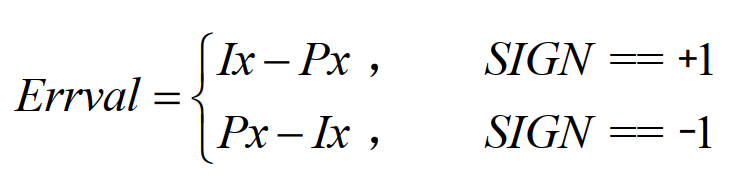 Ix − Px , SIGN == +1
Errval = {
Px − Ix , SIGN == -1